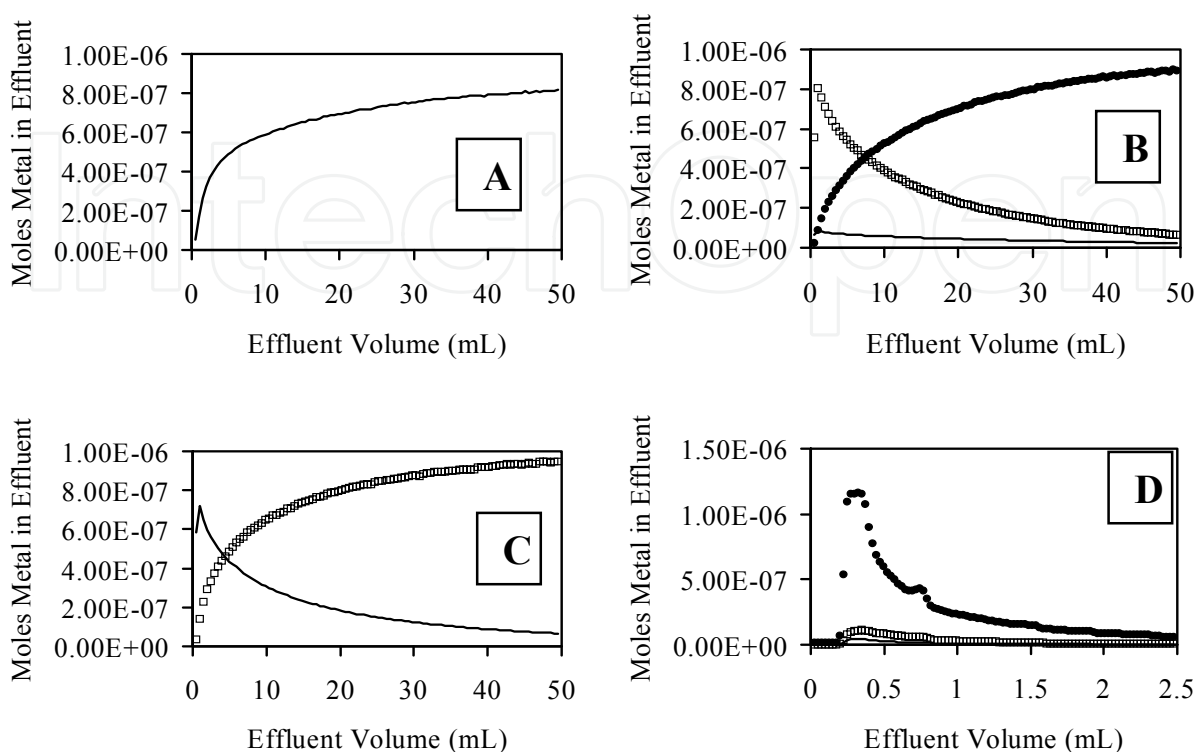 Moles Metal in Effluent
1.00E-06
8.00E-07
6.00E-07
4.00E-07
2.00E-07
0.00E+00
A
0 10 20 30 40 50
Effluent Volume (mL)
Moles Metal in Effluent
1.00E-06
8.00E-07
6.00E-07
4.00E-07
2.00E-07
0.00E+00
B
0 10 20 30 40 50
Effluent Volume (mL)
Moles Metal in Effluent
1.00E-06
8.00E-07
6.00E-07
4.00E-07
2.00E-07
0.00E+00
C
0 10 20 30 40 50
Effluent Volume (mL)
Moles Metal in Effluent
1.50E-06
1.00E-06
5.00E-07
0.00E+00
D
0 0.5 1 1.5 2 2.5
Effluent Volume (mL)
IntechOpen